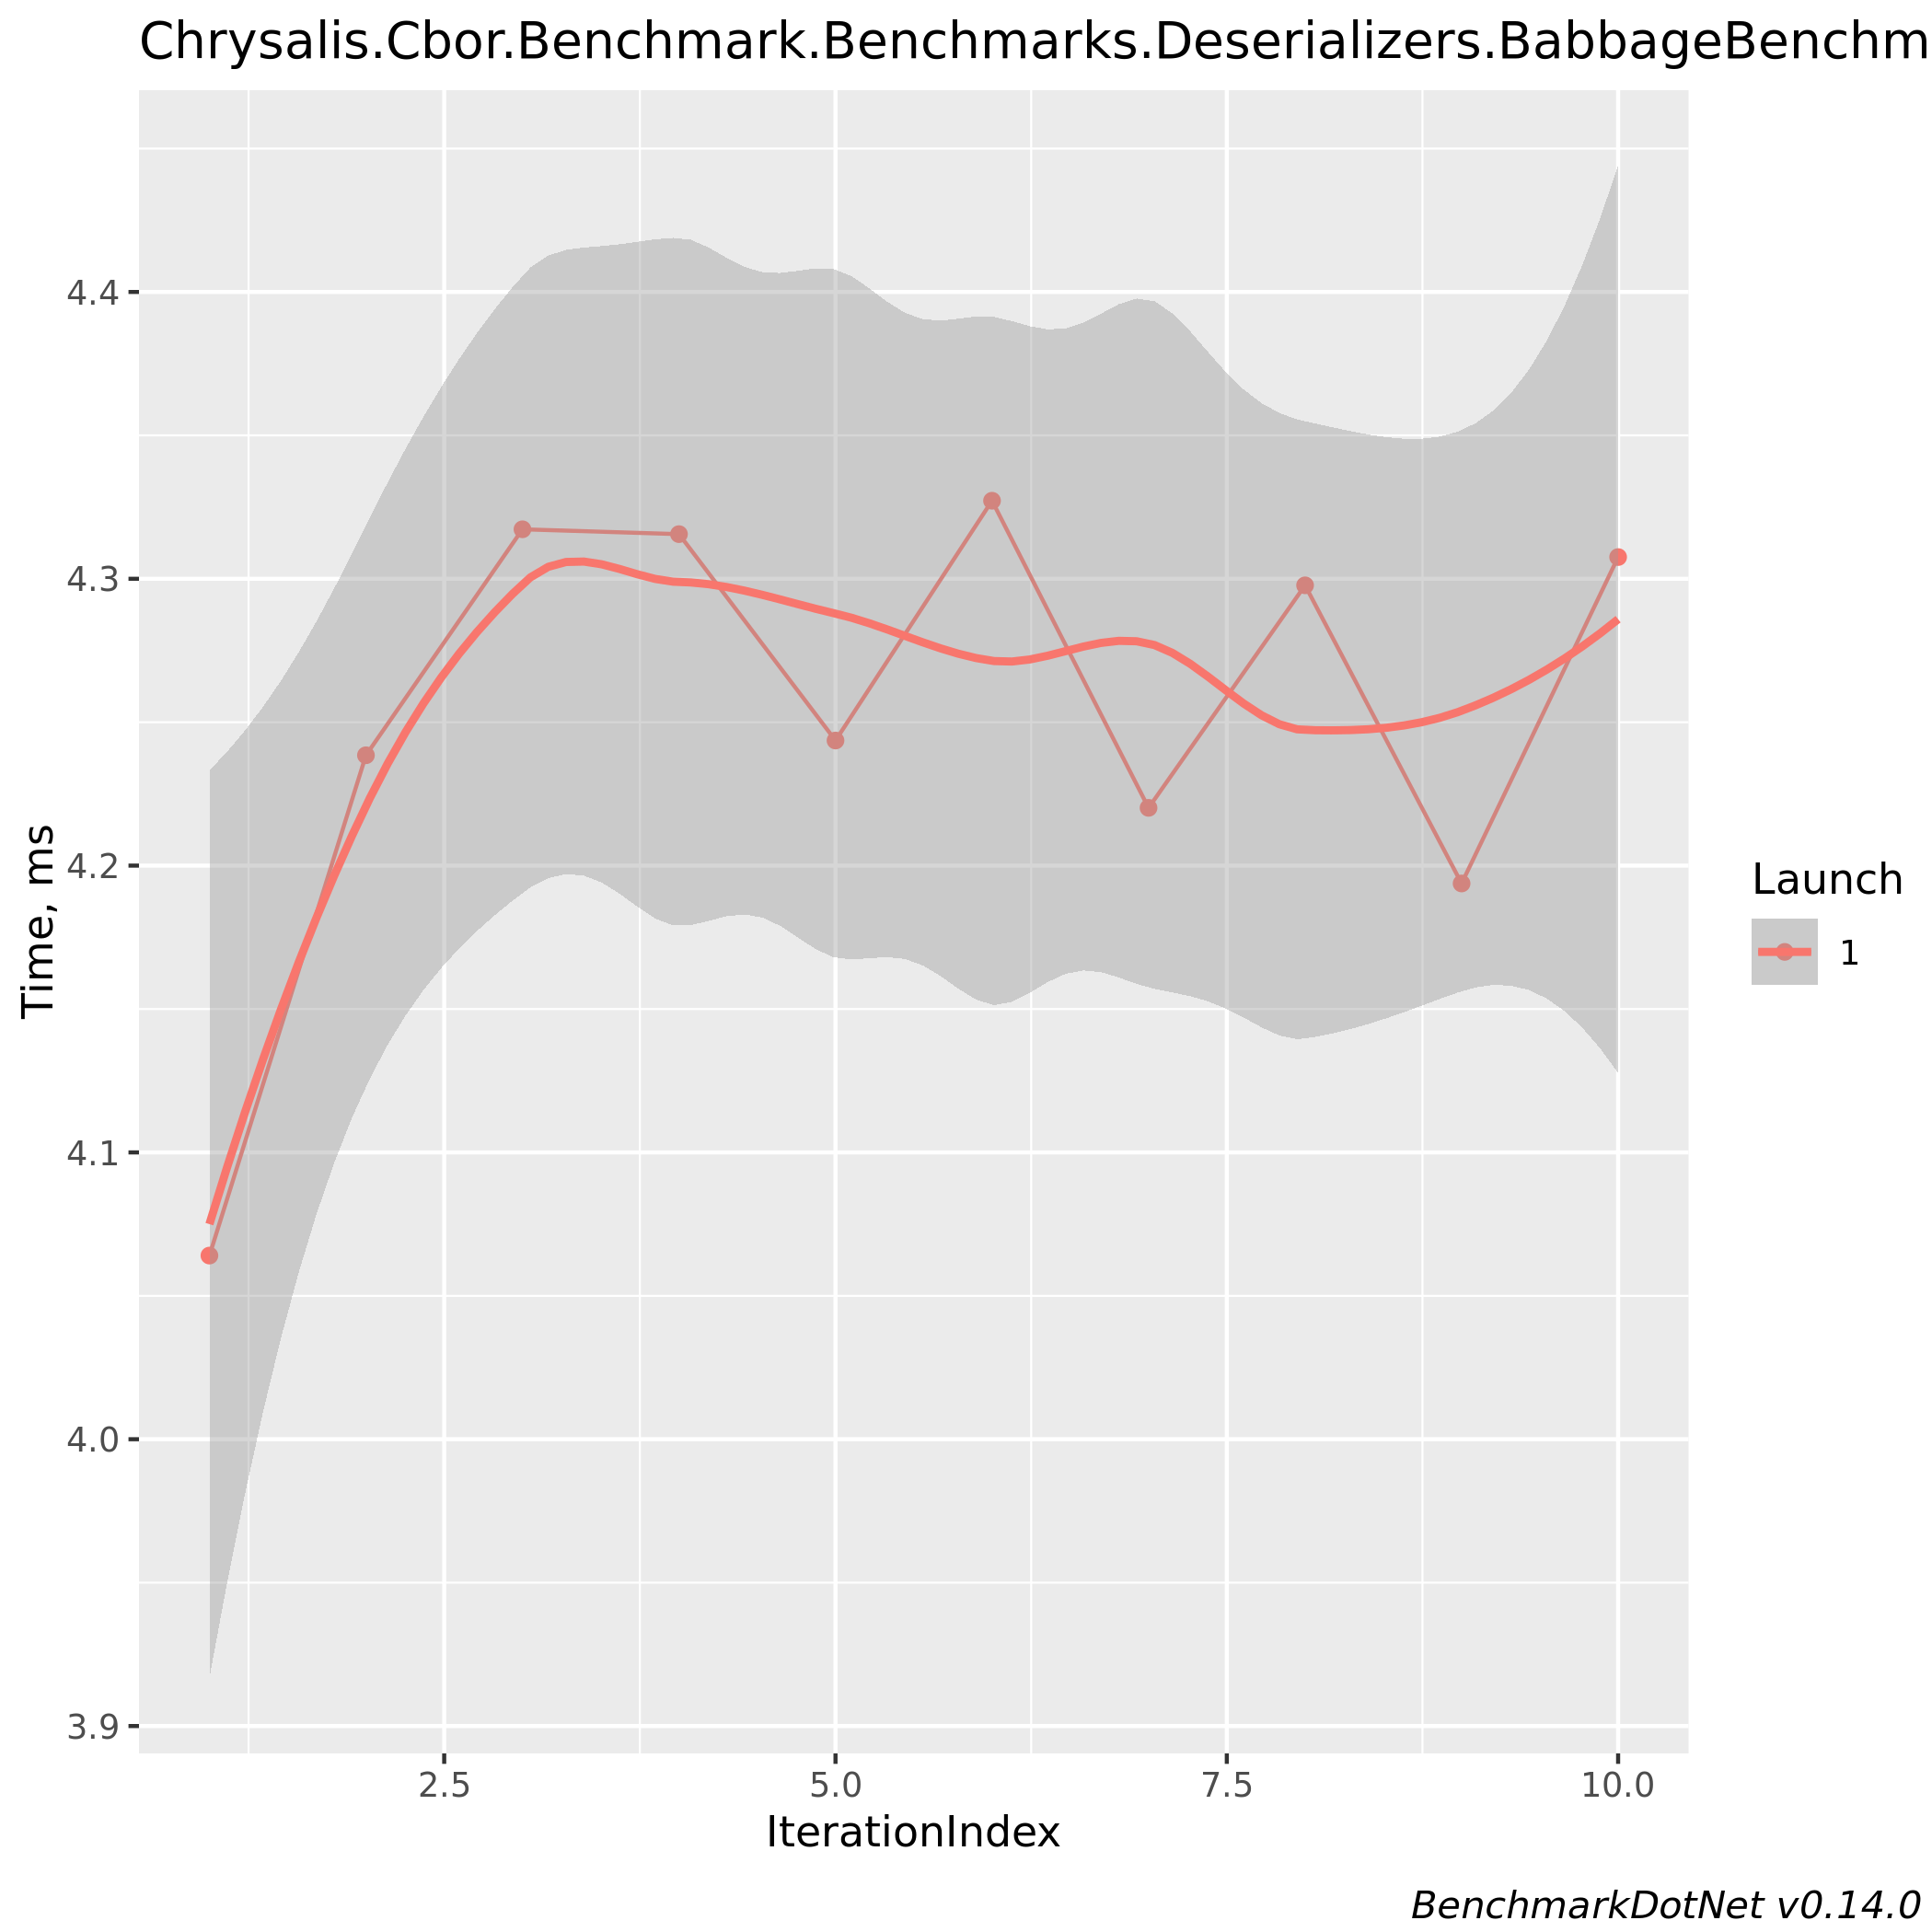 Chrysalis.Cbor.Benchmark.Benchmarks.Deserializers.BabbageBenchm
4.4
4.3
4.2
4.1
4.0
3.9
Time, ms
2.5 5.0 7.5 10.0
IterationIndex
Launch
1
BenchmarkDotNet v0.14.0